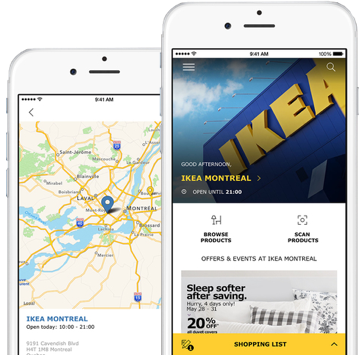 9:41 AM
Saint-Jérôme
Mirabel
Blainville
LAVAL
MONTREAL
Brossard
IKEA MONTREAL
Open today: 10:00 - 21:00
9191 Cavendish Blvd
H4T 1M8 Montreal
9:41 AM
100%
IKEA
GOOD AFTERNOON,
IKEA MONTREAL >
OPEN UNTIL 21:00
BROWSE
PRODUCTS
SCAN
PRODUCTS
OFFERS & EVENTS AT IKEA MONTREAL
Sleep softer
after saving.
Hurry, 4 days only!
May 28 - 31
20%
off
all duvet covers
SHOPPING LIST